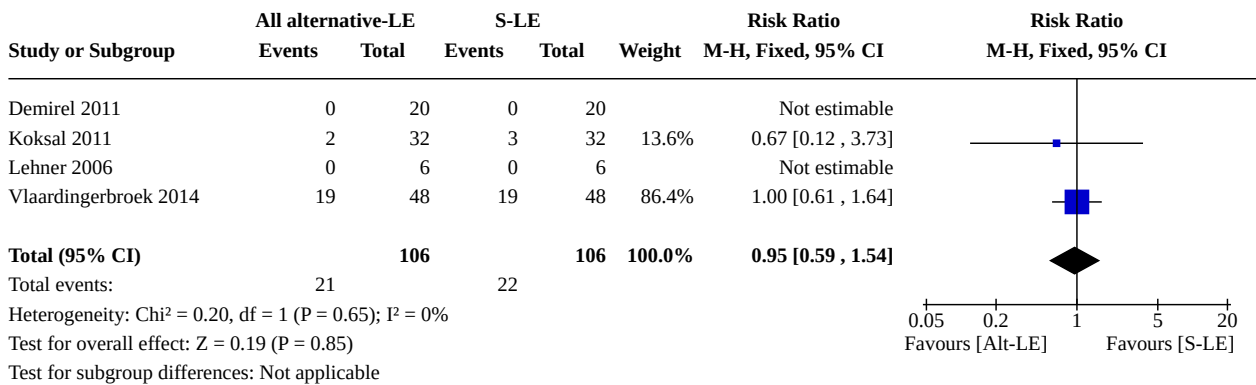 All alternative-LE S-LE Risk Ratio Risk Ratio
Study or Subgroup Events Total Events Total Weight M-H, Fixed, 95% CI M-H, Fixed, 95% CI
Demirel 2011 0 20 0 20 Not estimable
Koksal 2011 2 32 3 32 13.6% 0.67 [0.12 , 3.73]
Lehner 2006 0 6 0 6 Not estimable
Vlaardingerbroek 2014 19 48 19 48 86.4% 1.00 [0.61 , 1.64]
Total (95% CI) 106 106 100.0% 0.95 [0.59 , 1.54]
Total events: 21 22
Heterogeneity: Chi² = 0.20, df = 1 (P = 0.65); I² = 0%
0.05 0.2 1 5 20
Test for overall effect: Z = 0.19 (P = 0.85) Favours [Alt-LE] Favours [S-LE]
Test for subgroup differences: Not applicable